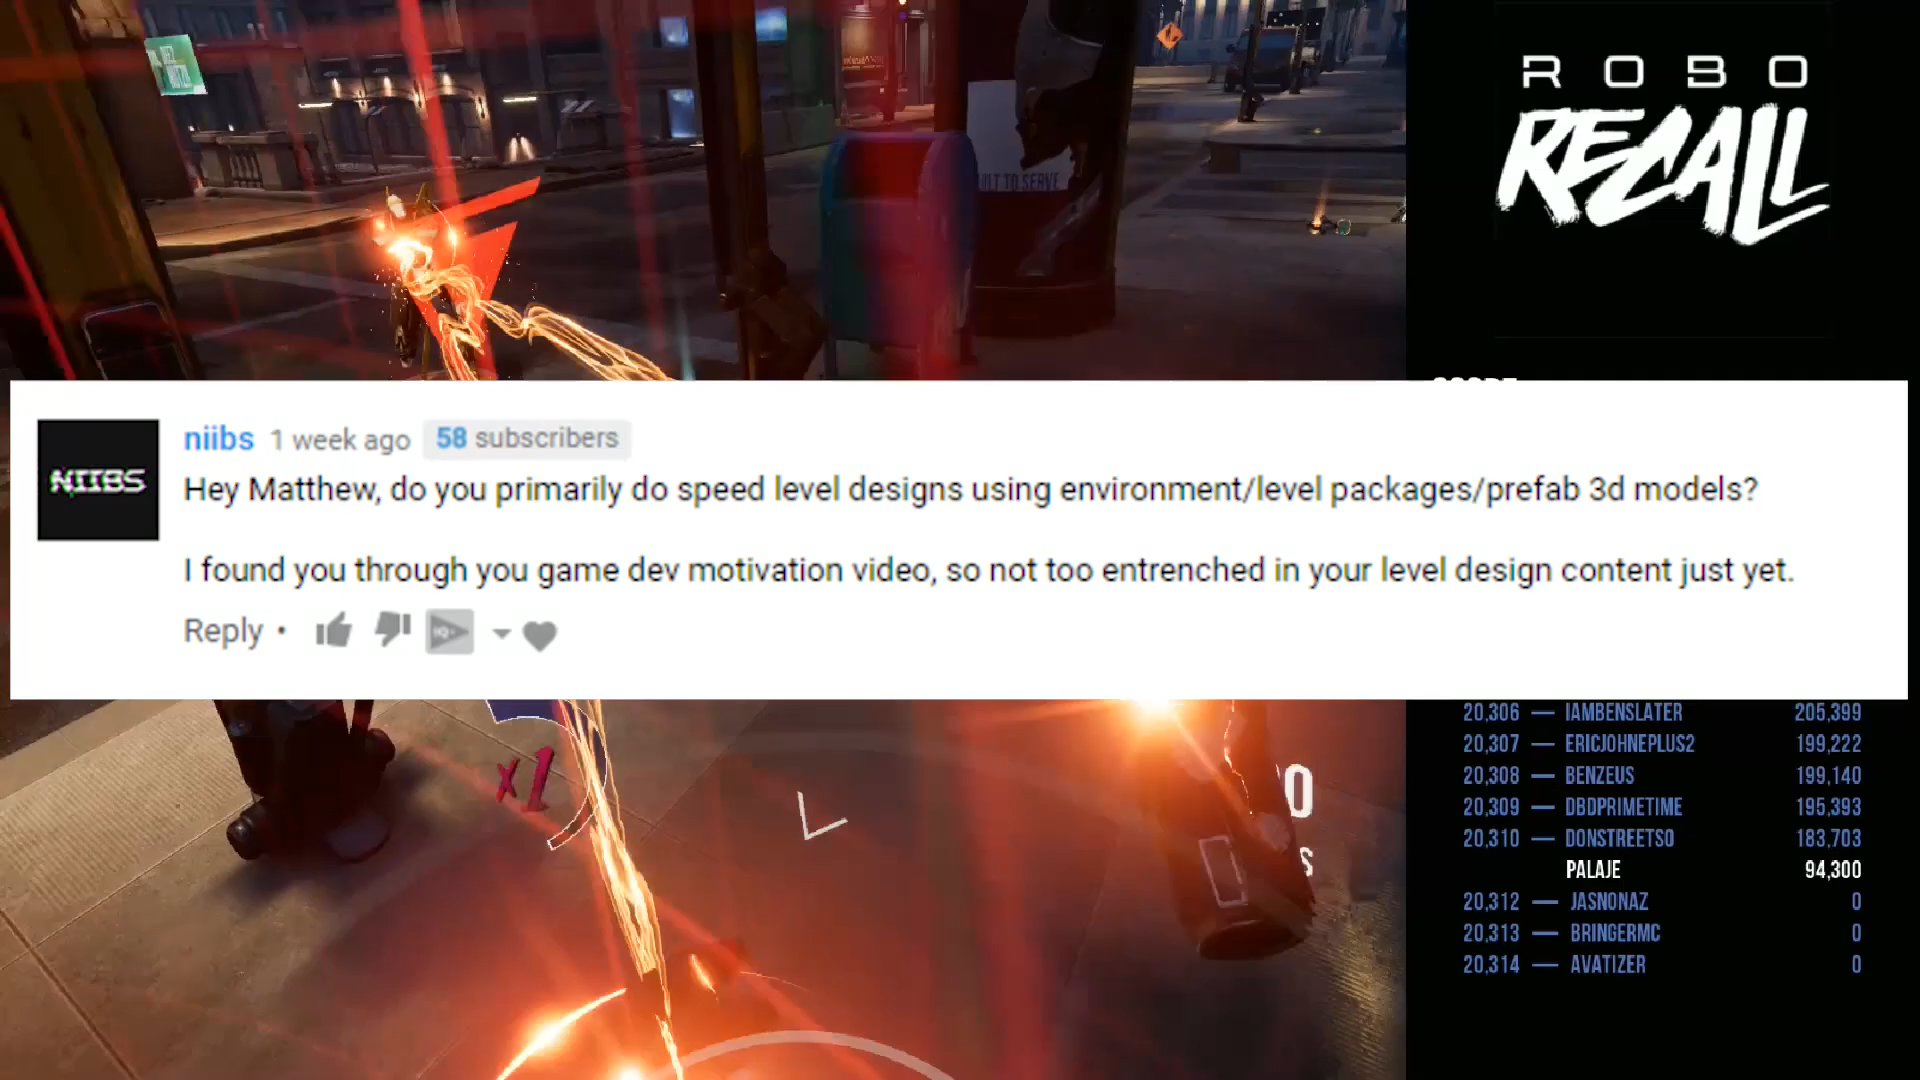 ROBO
RECALL
BUILT TO SERVE
niibs 1 week ago 58 subscribers
NIIBS
Hey Matthew, do you primarily do speed level designs using environment/level packages/prefab 3d models?
I found you through you game dev motivation video, so not too entrenched in your level design content just yet.
Reply •
x1
20,306 — IAMBENSLATER 205,399
20,307 — ERICJOHNEPLUS2 199,222
20,308 — BENZEUS 199,140
20,309 — DBDPRIMETIME 195,393
20,310 — DONSTREETSO 183,703
PALAJE 94,300
20,312 — JASNONAZ 0
20,313 — BRINGERMC 0
20,314 — AVATIZER 0